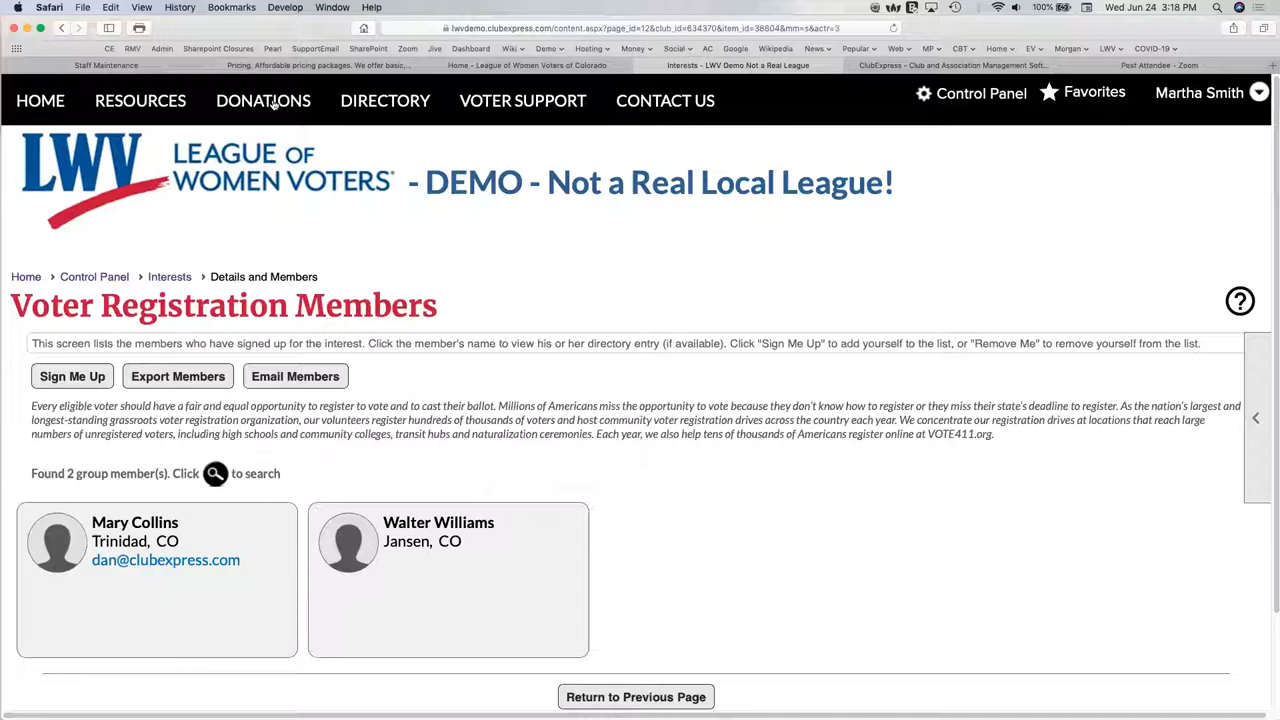 Safari File Edit View History Bookmarks Develop Window Help 100% Wed Jun 24 3:18 PM
lwvdemo.clubexpress.com/content.aspx?page_id=12&club_id=634370&item_id=38804&mm=s&actr=3
CE RMV Admin Sharepoint Closures Pearl SupportEmail SharePoint Zoom Jive Dashboard Wiki Demo Hosting Money Social AC Google Wikipedia News Popular Web MP CBT Home EV Morgan LWV COVID-19
Staff Maintenance Pricing. Affordable pricing packages. We offer basic,... Home - League of Women Voters of Colorado Interests - LWV Demo Not a Real League ClubExpress - Club and Association Management Soft... Post Attendee - Zoom
HOME RESOURCES DONATIONS DIRECTORY VOTER SUPPORT CONTACT US Control Panel Favorites Martha Smith
LWV LEAGUE OF
WOMEN VOTERS® - DEMO - Not a Real Local League!
Home > Control Panel > Interests > Details and Members
Voter Registration Members ?
This screen lists the members who have signed up for the interest. Click the member's name to view his or her directory entry (if available). Click "Sign Me Up" to add yourself to the list, or "Remove Me" to remove yourself from the list.
Sign Me Up Export Members Email Members
Every eligible voter should have a fair and equal opportunity to register to vote and to cast their ballot. Millions of Americans miss the opportunity to vote because they don't know how to register or they miss their state's deadline to register. As the nation's largest and
longest-standing grassroots voter registration organization, our volunteers register hundreds of thousands of voters and host community voter registration drives across the country each year. We concentrate our registration drives at locations that reach large
numbers of unregistered voters, including high schools and community colleges, transit hubs and naturalization ceremonies. Each year, we also help tens of thousands of Americans register online at VOTE411.org.
Found 2 group member(s). Click to search
Mary Collins
Trinidad, CO
dan@clubexpress.com
Walter Williams
Jansen, CO
Return to Previous Page